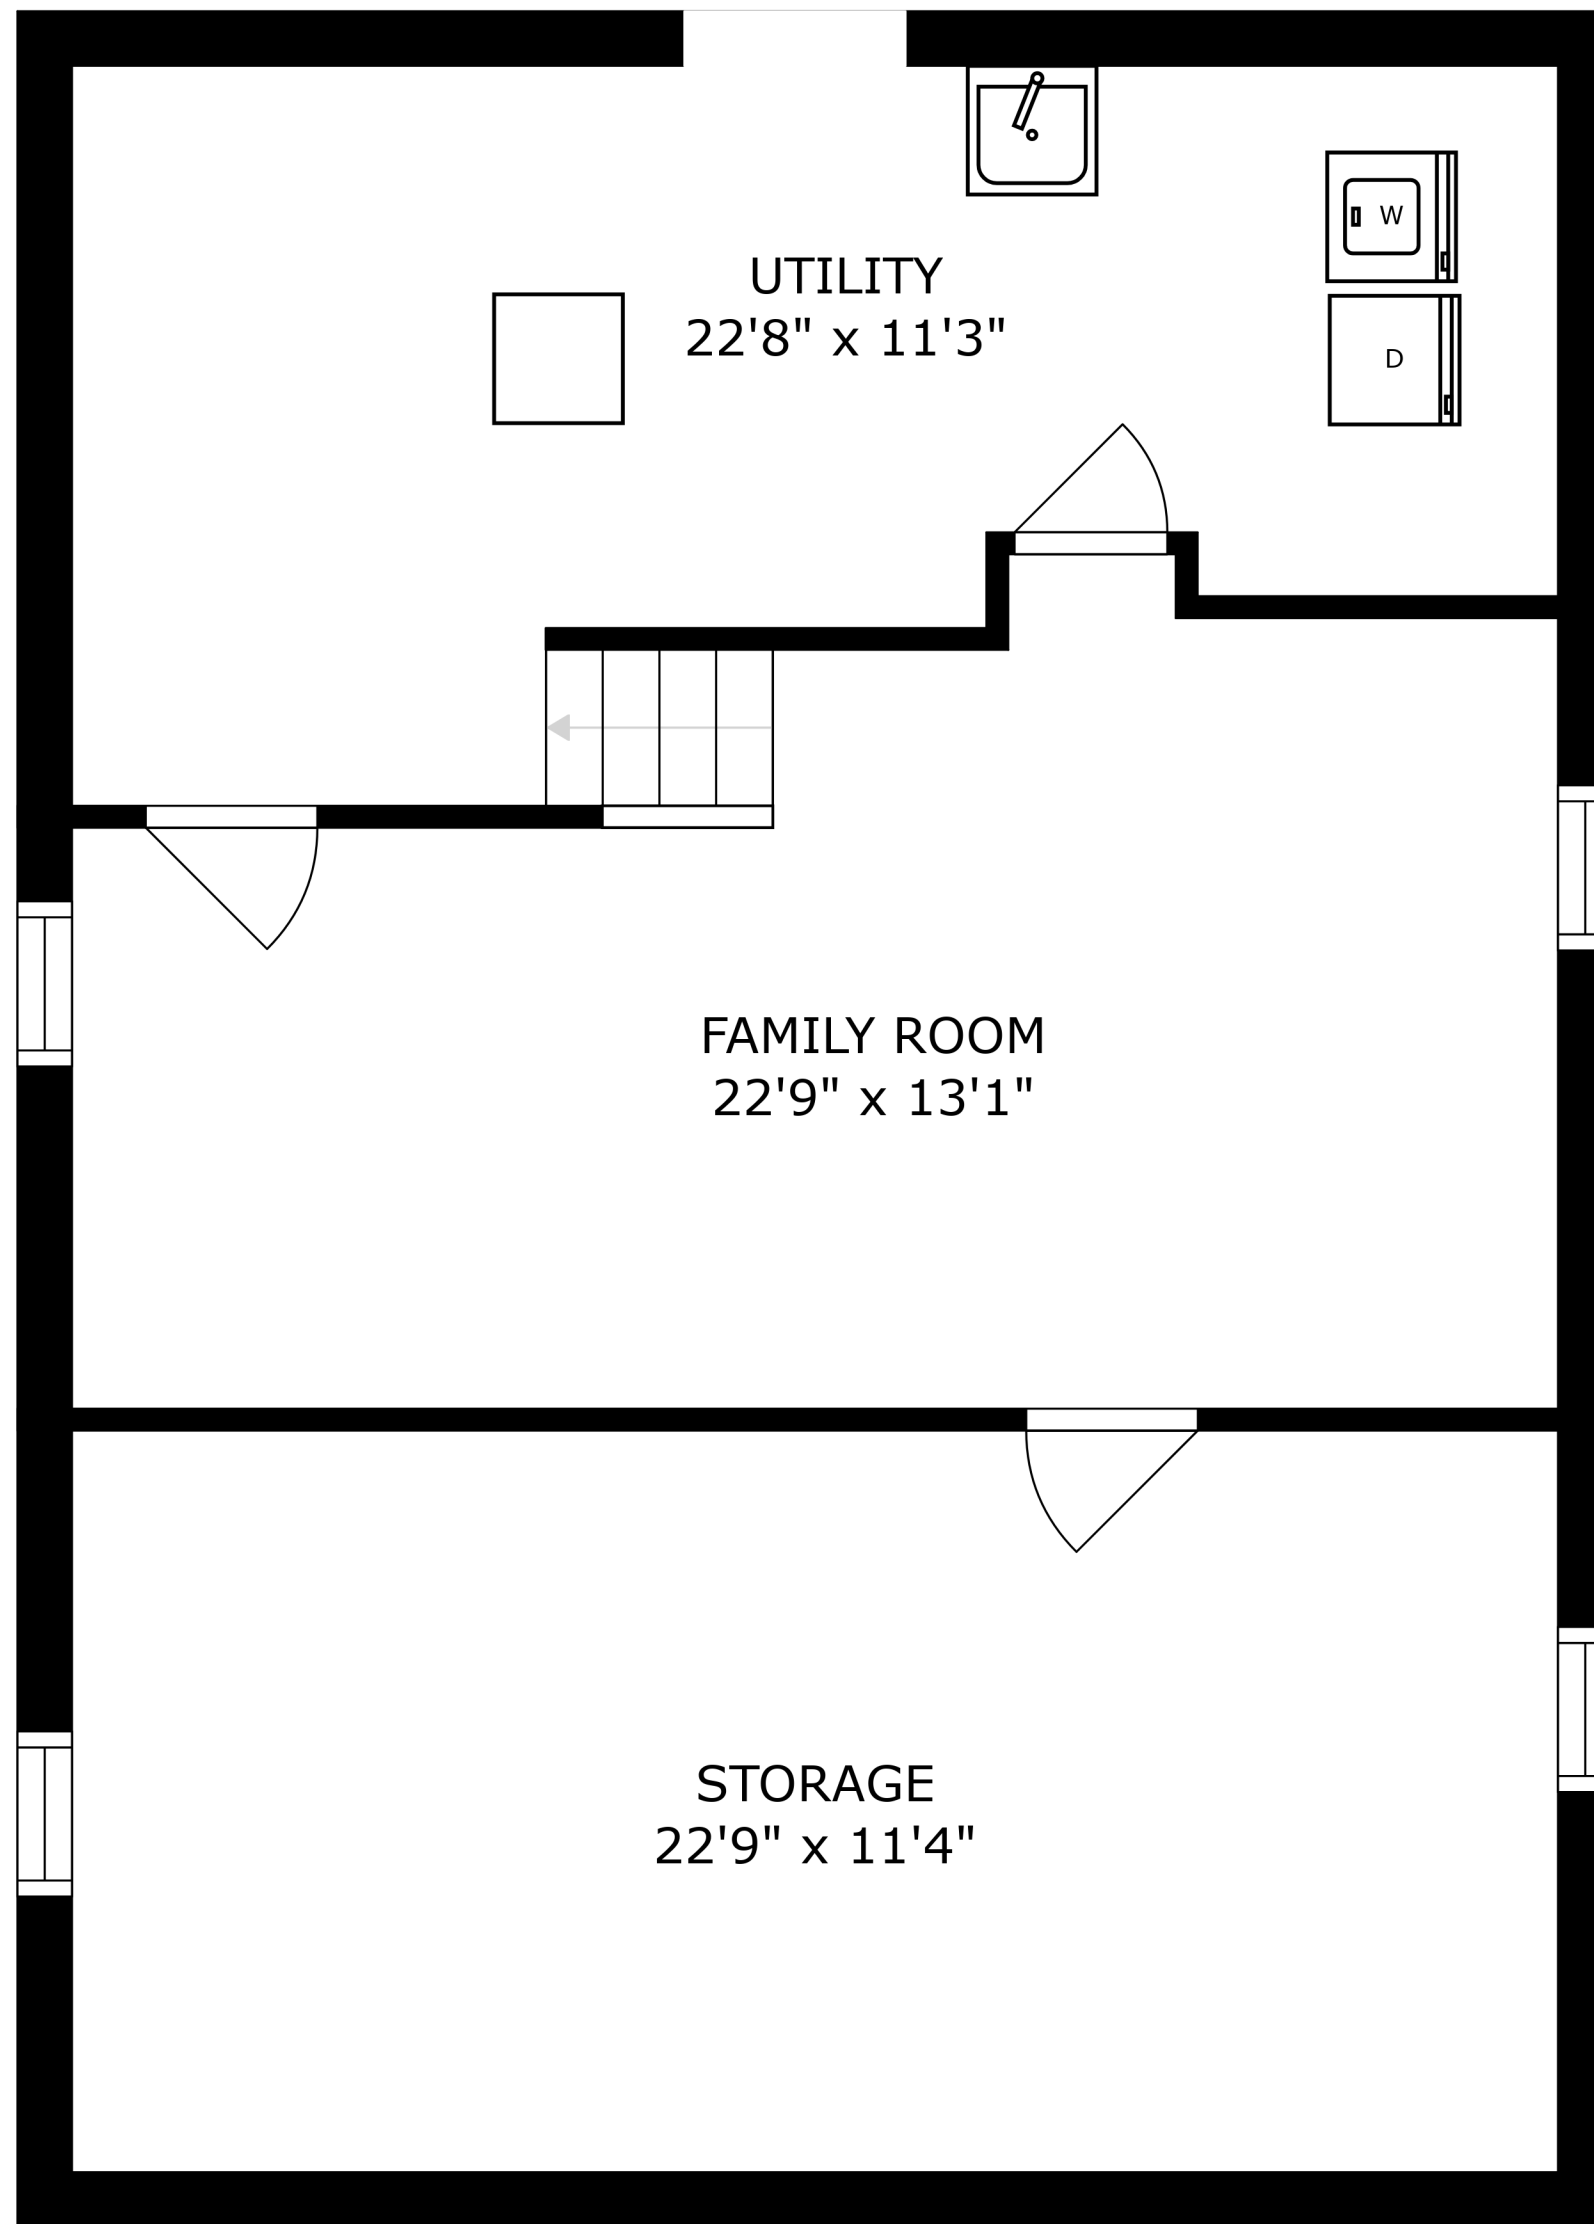 W
UTILITY
22'8" x 11'3"
D
FAMILY ROOM
22'9" x 13'1"
STORAGE
22'9" x 11'4"